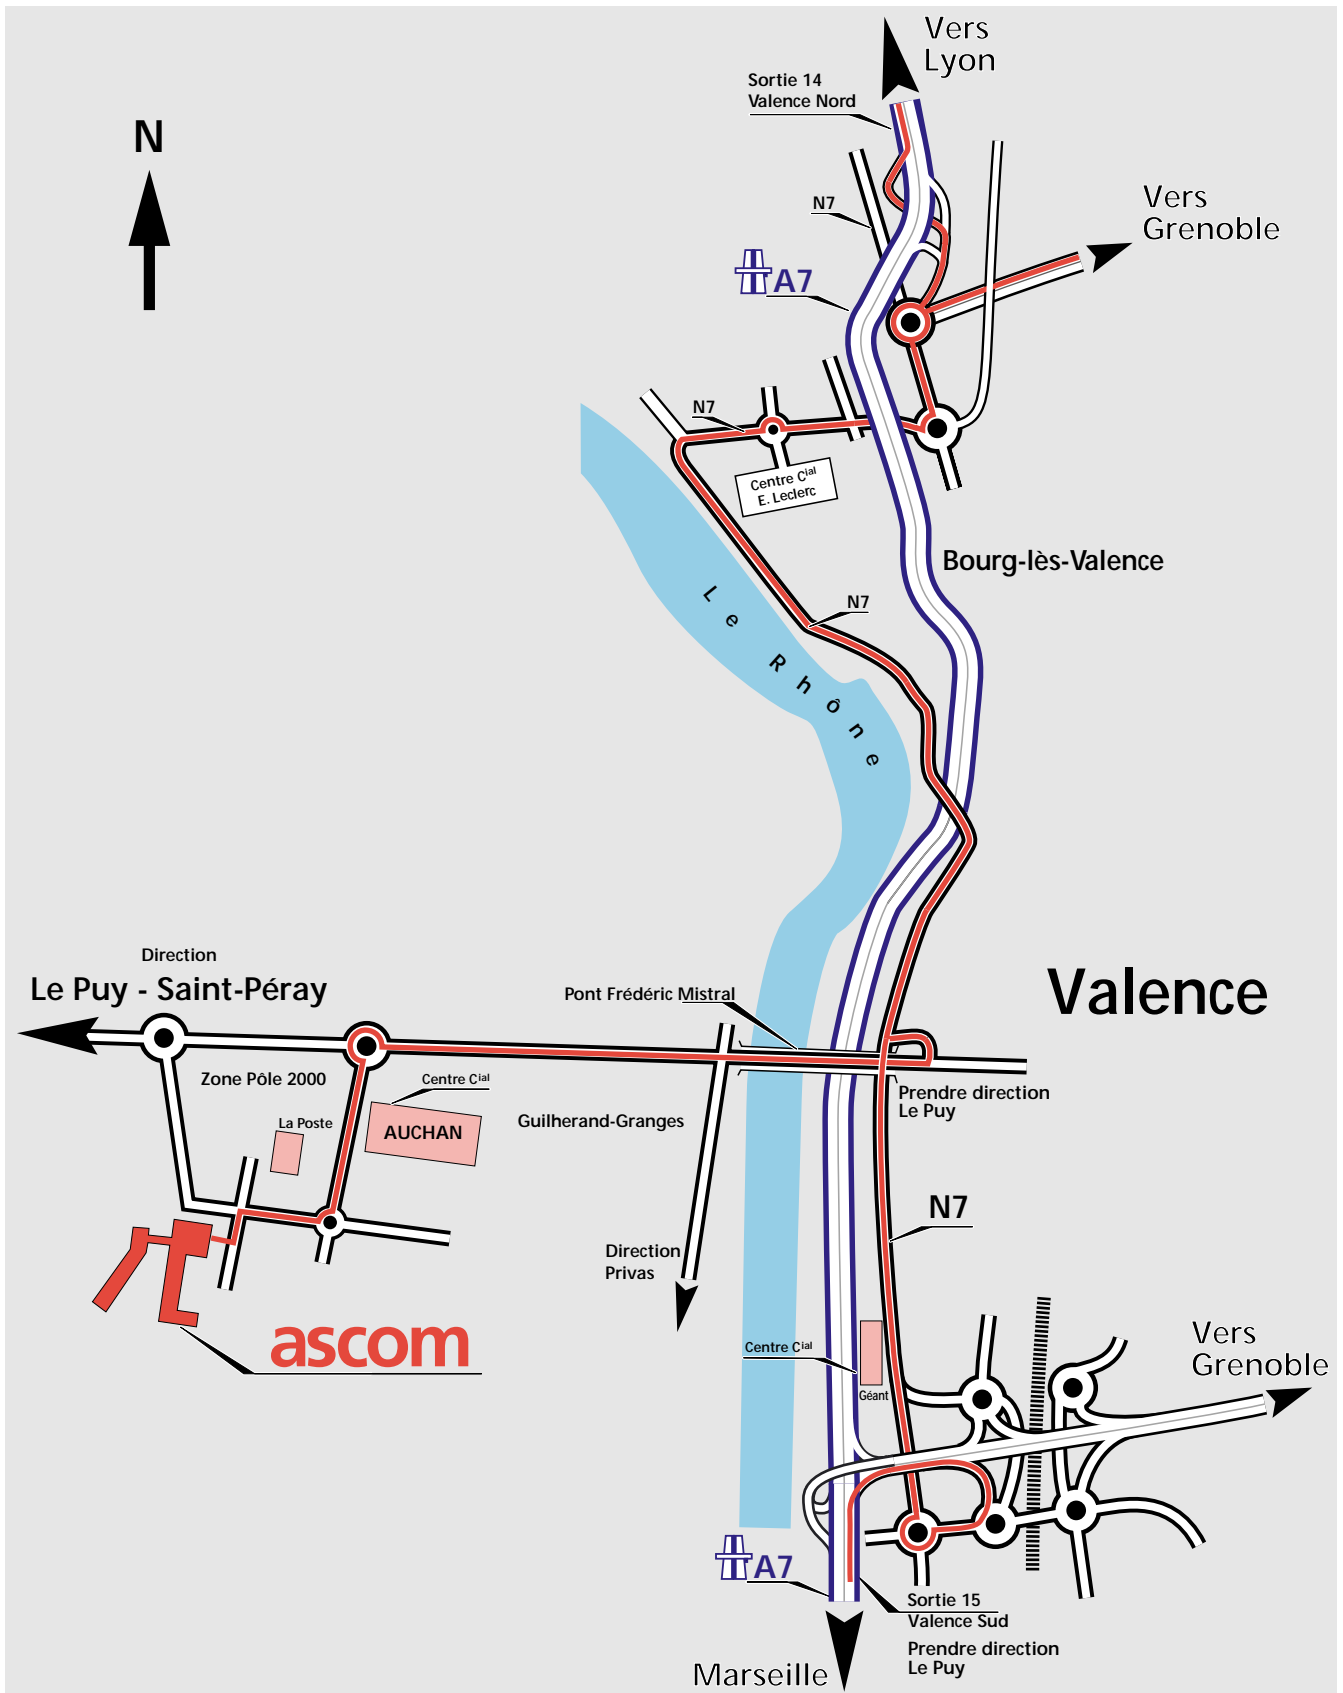 Vers
Lyon
Sortie 14
Valence Nord
N
Vers
Grenoble
N7
A7
N7
Centre Cial
E. Leclerc
Bourg-lès-Valence
N7
Le Rhône
Direction
Le Puy - Saint-Péray
Pont Frédéric Mistral
Valence
Zone Pôle 2000
Centre Cial
AUCHAN
La Poste
Guilherand-Granges
Prendre direction
Le Puy
N7
Direction
Privas
ascom
Centre Cial
Géant
Vers
Grenoble
A7
Sortie 15
Valence Sud
Prendre direction
Le Puy
Marseille